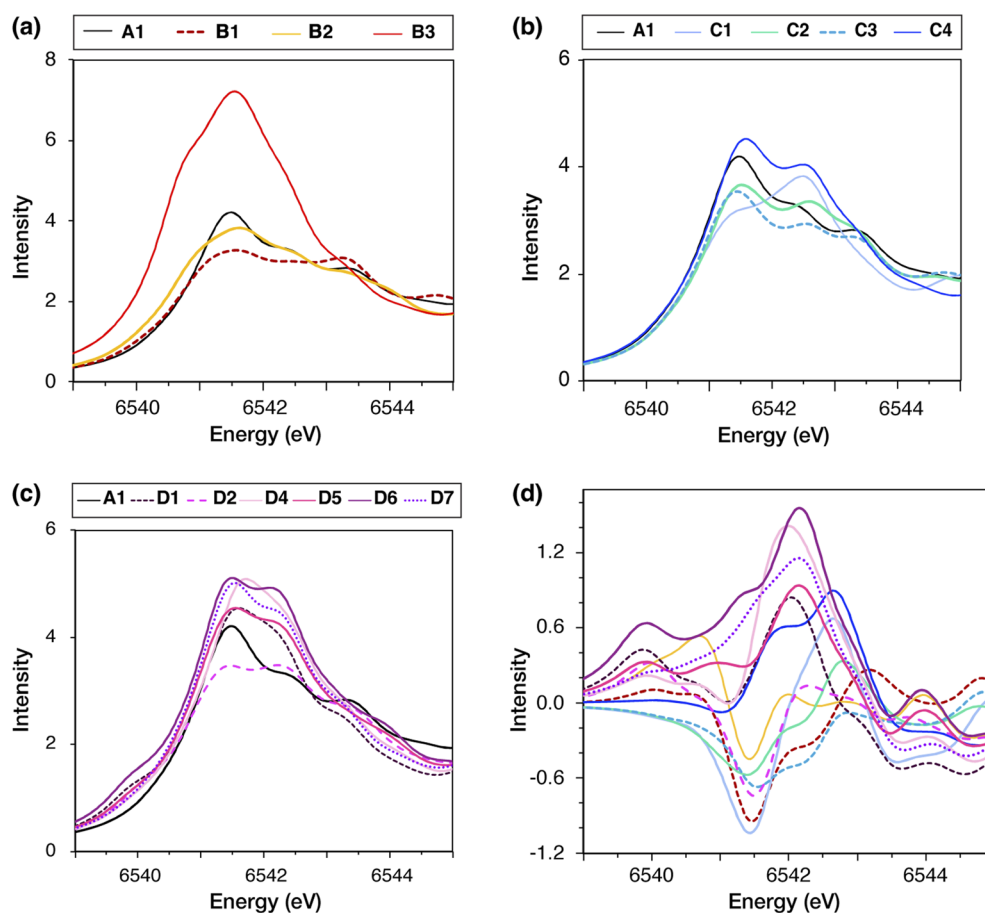 (a)
A1 B1 B2 B3
8
6
4
2
0
Intensity
6540 6542 6544
Energy (eV)
(b)
A1 C1 C2 C3 C4
6
4
2
0
Intensity
6540 6542 6544
Energy (eV)
(c)
A1 D1 D2 D4 D5 D6 D7
6
4
2
0
Intensity
6540 6542 6544
Energy (eV)
(d)
1.2
0.6
0.0
-0.6
-1.2
6540 6542 6544
Energy (eV)